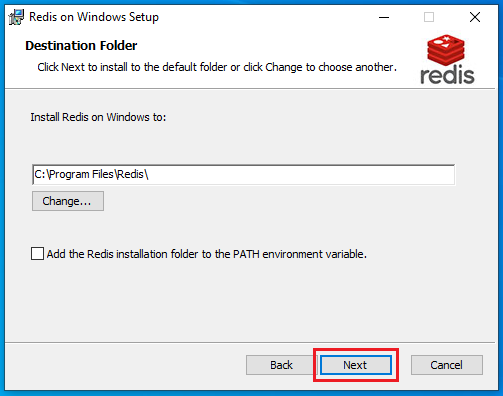 Redis on Windows Setup
Destination Folder
Click Next to install to the default folder or click Change to choose another.
redis
Install Redis on Windows to:
C:\Program Files\Redis\
Change...
Add the Redis installation folder to the PATH environment variable.
Back Next Cancel